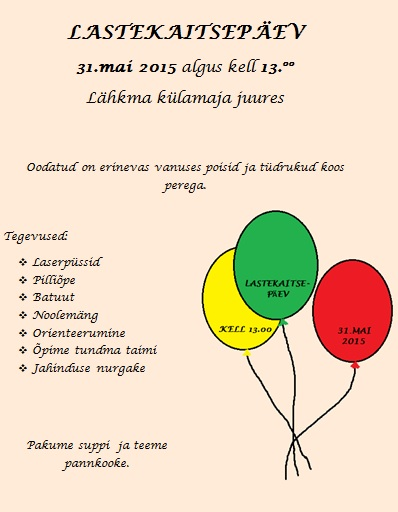 LASTEKAITSEPÄEV
31.mai 2015 algus kell 13.ºº
Lähkma külamaja juures
Oodatud on erinevas vanuses poisid ja tüdrukud koos
perega.
Tegevused:
❖ Laserpüssid
❖ Pilliõpe
❖ Batuut
❖ Noolemäng
❖ Orienteerumine
❖ Õpime tundma taimi
❖ Jahinduse nurgake
LASTEKAITSE-
PÄEV
KELL 13.00
31.MAI
2015
Pakume suppi ja teeme
pannkooke.